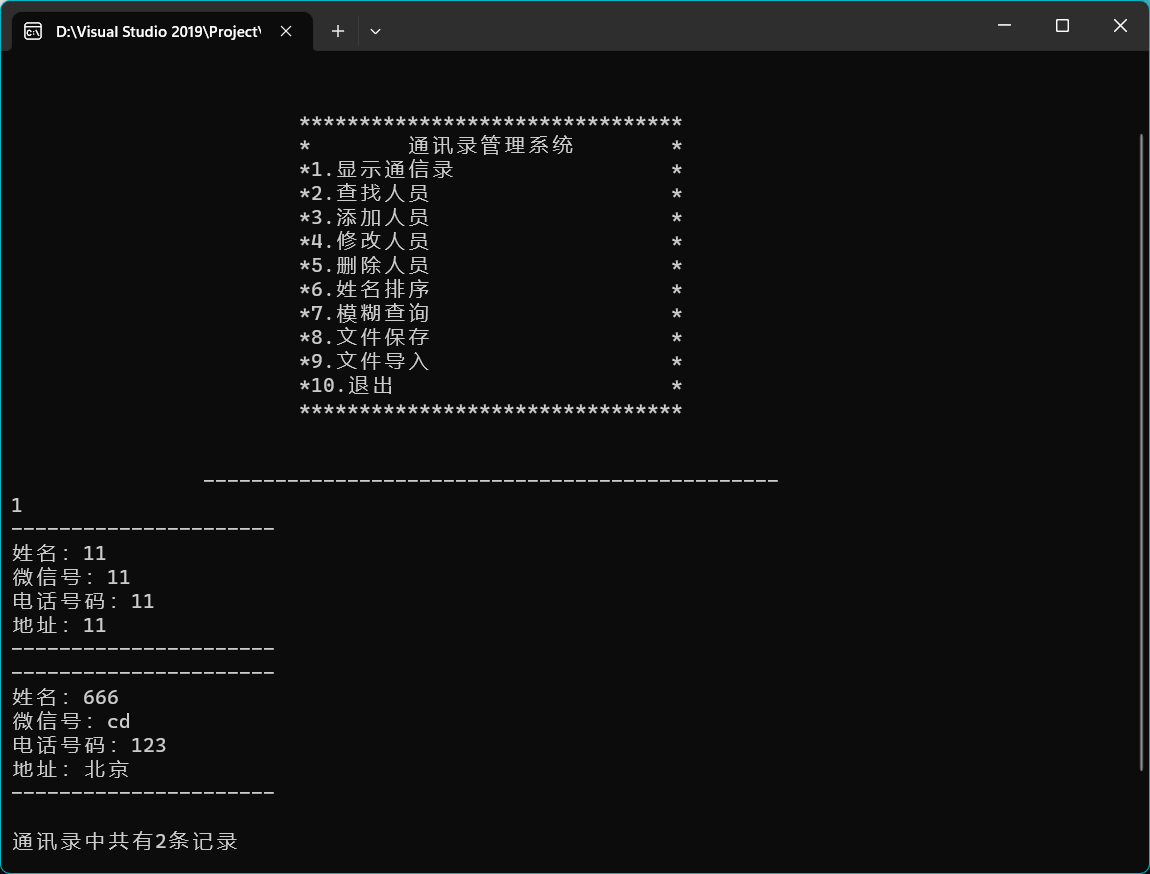 D:\Visual Studio 2019\Project\
********************************
* 通讯录管理系统 *
*1.显示通信录 *
*2.查找人员 *
*3.添加人员 *
*4.修改人员 *
*5.删除人员 *
*6.姓名排序 *
*7.模糊查询 *
*8.文件保存 *
*9.文件导入 *
*10.退出 *
********************************
------------------------------------------------
1
----------------------
姓名：11
微信号：11
电话号码：11
地址：11
----------------------
----------------------
姓名：666
微信号：cd
电话号码：123
地址：北京
----------------------
通讯录中共有2条记录